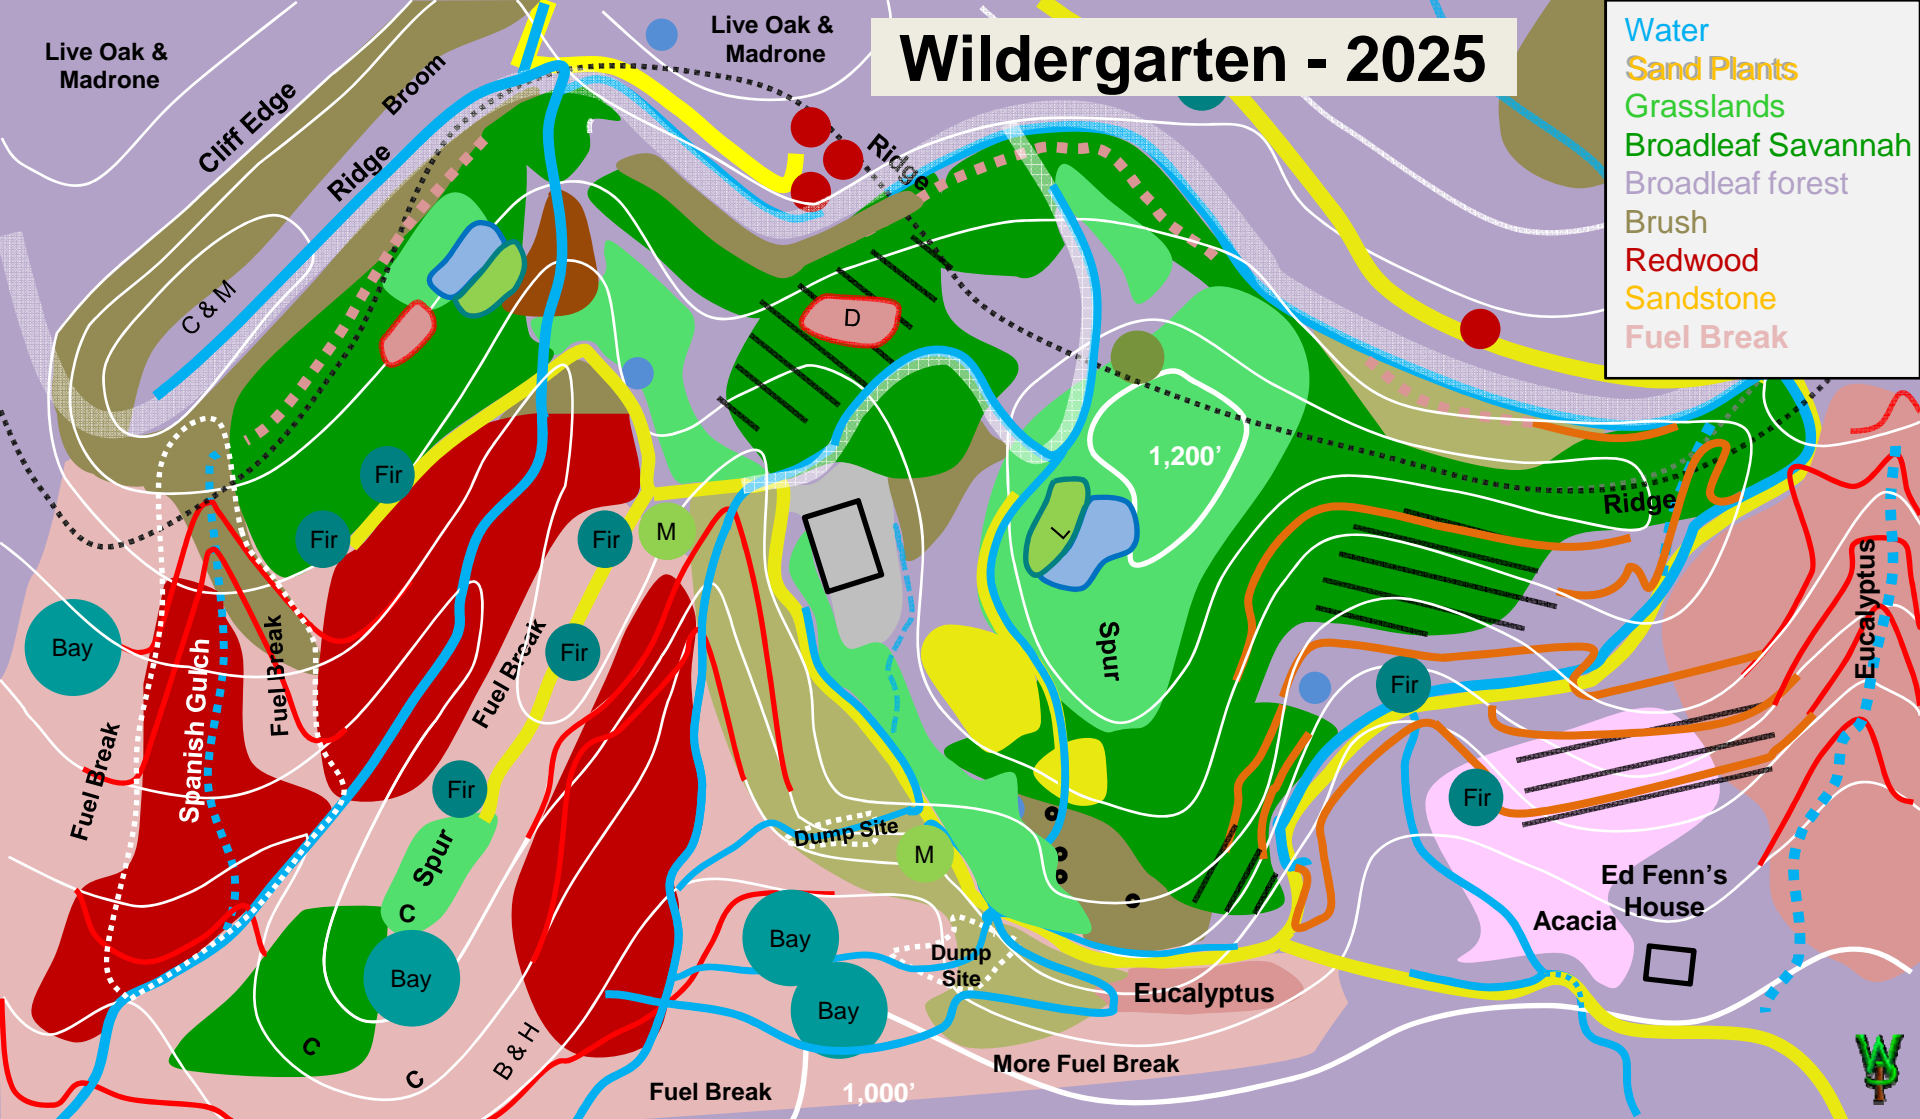 Live Oak &
Madrone
Live Oak &
Madrone
Wildergarten - 2025
Water
Sand Plants
Grasslands
Broadleaf Savannah
Broadleaf forest
Brush
Redwood
Sandstone
Fuel Break
Cliff Edge
Broom
Ridge
Ridge
C & M
D
1,200’
L
Ridge
Fir
Fir
Fir
M
Fir
Bay
Spanish Gulch
Fuel Break
Fuel Break
Fuel Break
Spur
Eucalyptus
Fir
Fir
Fir
Spur
Dump Site
M
C
Bay
Bay
Bay
Dump
Site
Eucalyptus
Ed Fenn’s
House
Acacia
C
C
B & H
More Fuel Break
Fuel Break
1,000’
W